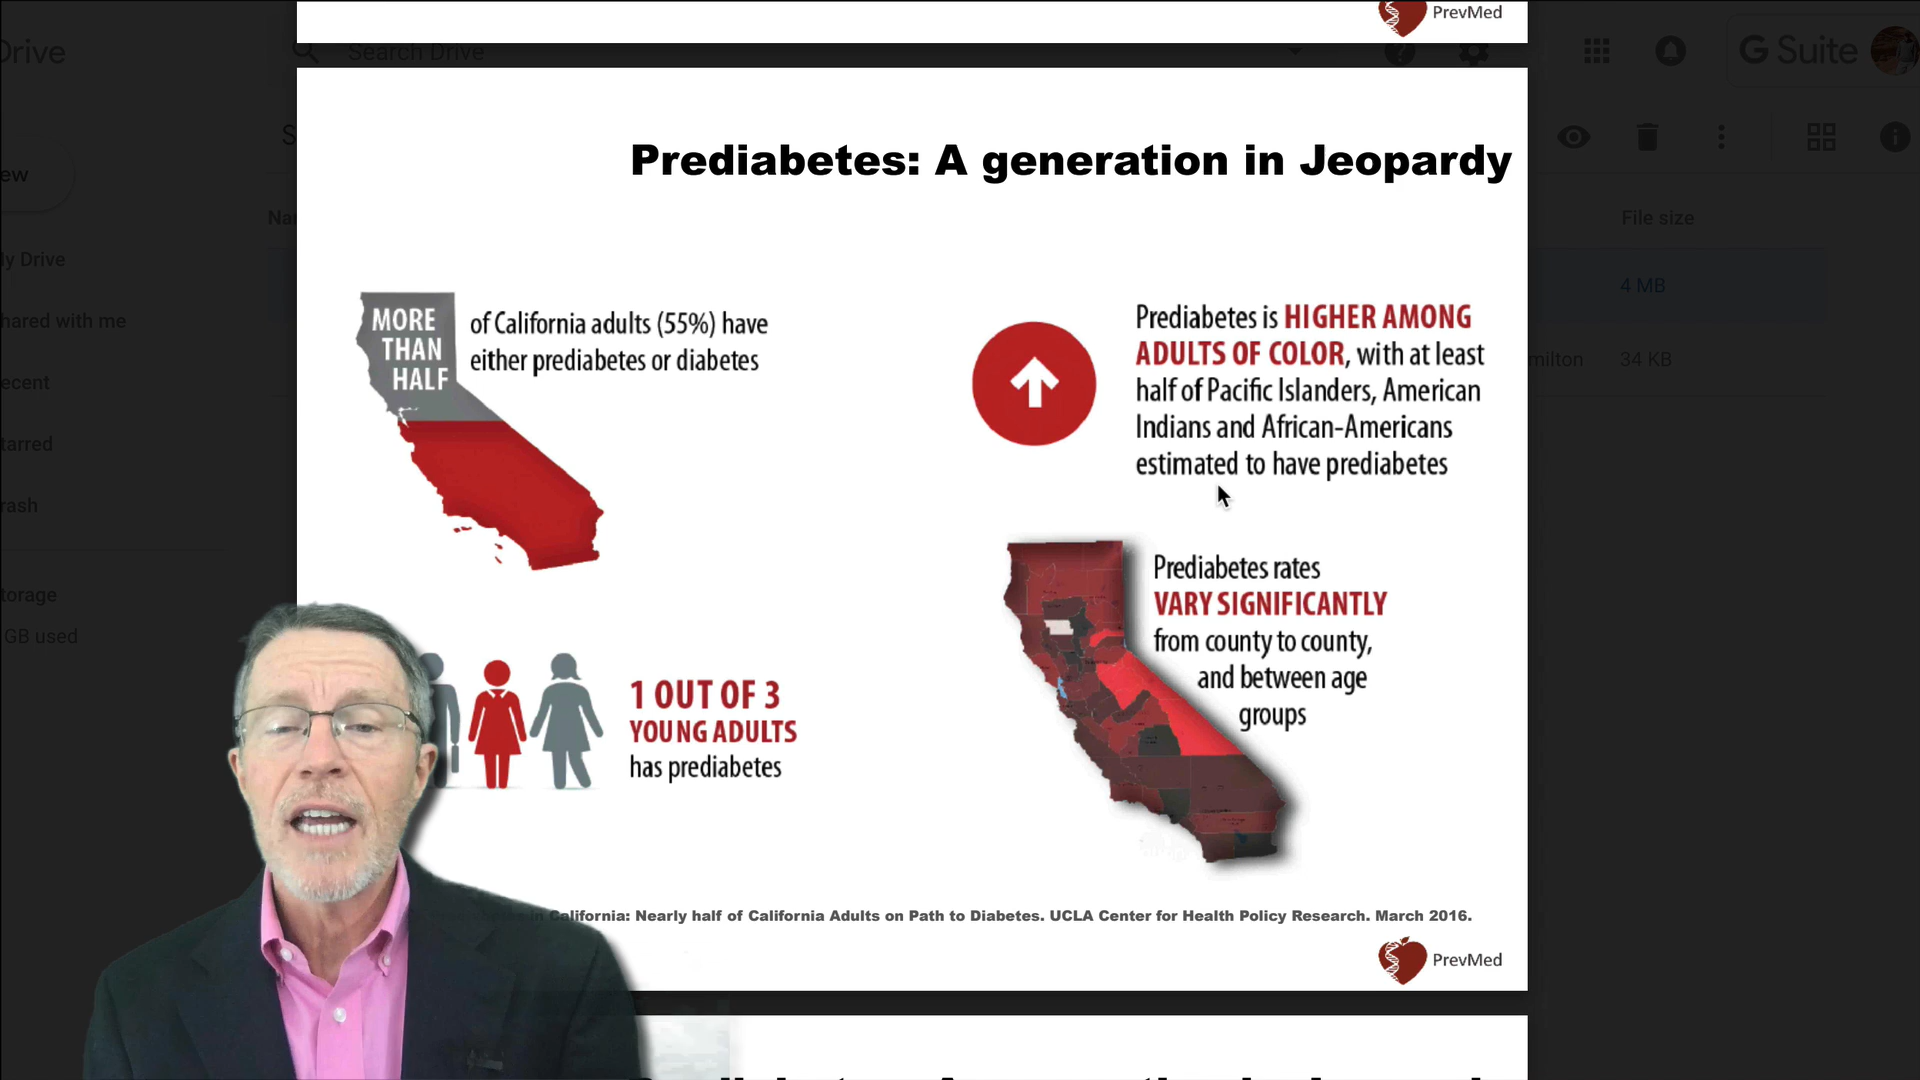 PrevMed
Drive
Search Drive
G Suite
Prediabetes: A generation in Jeopardy
ew
File size
ly Drive
4 MB
hared with me
milton
34 KB
ecent
tarred
rash
torage
GB used
MORE
THAN
HALF
of California adults (55%) have
either prediabetes or diabetes
Prediabetes is HIGHER AMONG
ADULTS OF COLOR, with at least
half of Pacific Islanders, American
Indians and African-Americans
estimated to have prediabetes
1 OUT OF 3
YOUNG ADULTS
has prediabetes
Prediabetes rates
VARY SIGNIFICANTLY
from county to county,
and between age
groups
in California: Nearly half of California Adults on Path to Diabetes. UCLA Center for Health Policy Research. March 2016.
PrevMed